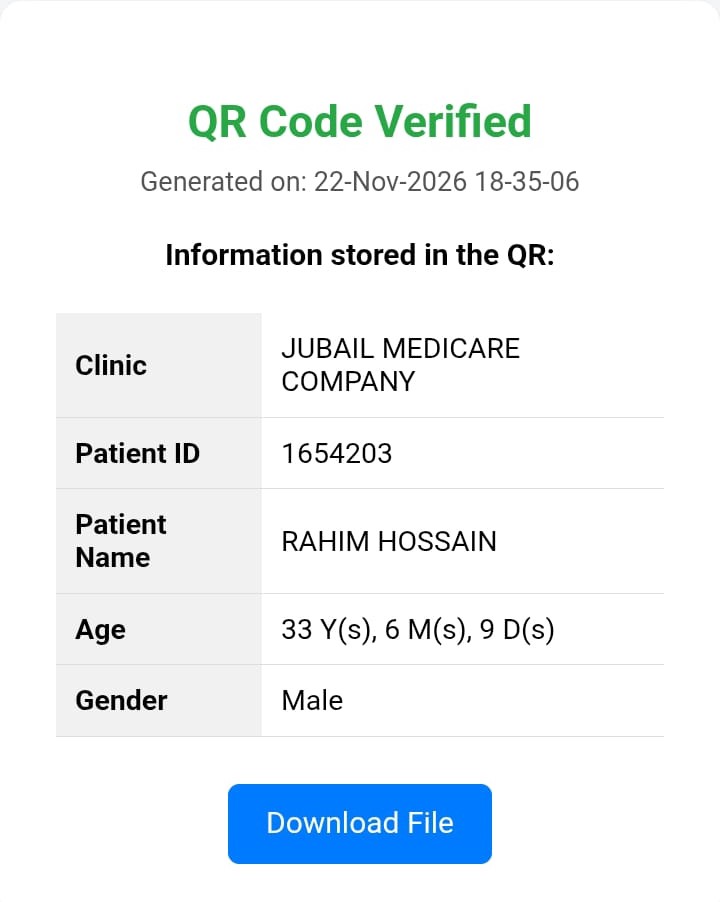 QR Code Verified
Generated on: 22-Nov-2026 18-35-06
Information stored in the QR:
Clinic
JUBAIL MEDICARE
COMPANY
Patient ID
1654203
Patient
Name
RAHIM HOSSAIN
Age
33 Y(s), 6 M(s), 9 D(s)
Gender
Male
Download File